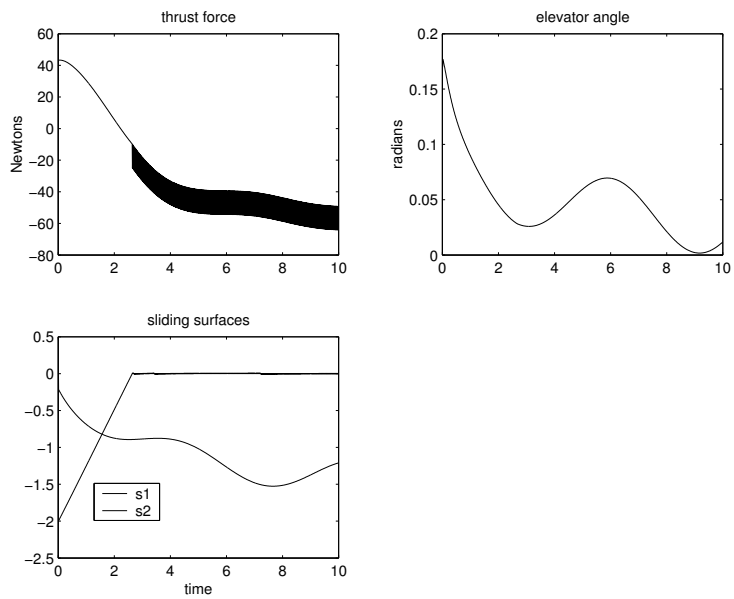 thrust force
60
40
20
0
−20
−40
−60
−80
Newtons
0 2 4 6 8 10
elevator angle
0.2
0.15
0.1
0.05
0
radians
0 2 4 6 8 10
sliding surfaces
0.5
0
−0.5
−1
−1.5
−2
−2.5
s1
s2
0 2 4 6 8 10
time